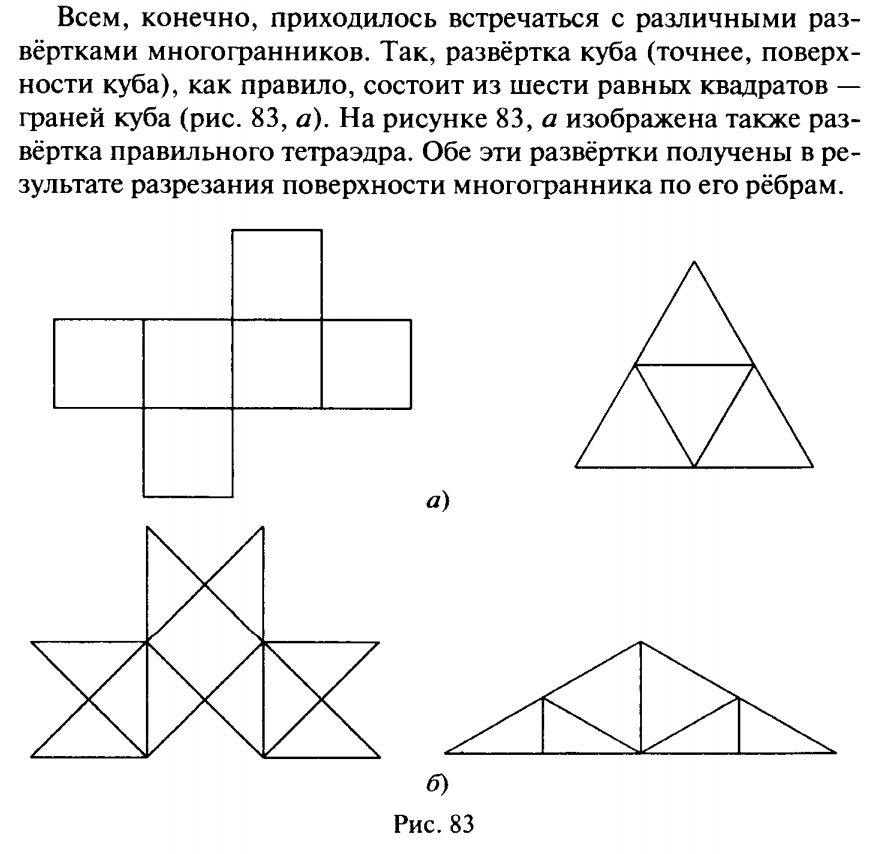 Всем, конечно, приходилось встречаться с различными раз-
вёртками многогранников. Так, развёртка куба (точнее, поверх-
ности куба), как правило, состоит из шести равных квадратов —
граней куба (рис. 83, а). На рисунке 83, а изображена также раз-
вёртка правильного тетраэдра. Обе эти развёртки получены в ре-
зультате разрезания поверхности многогранника по его рёбрам.
а)
б)
Рис. 83